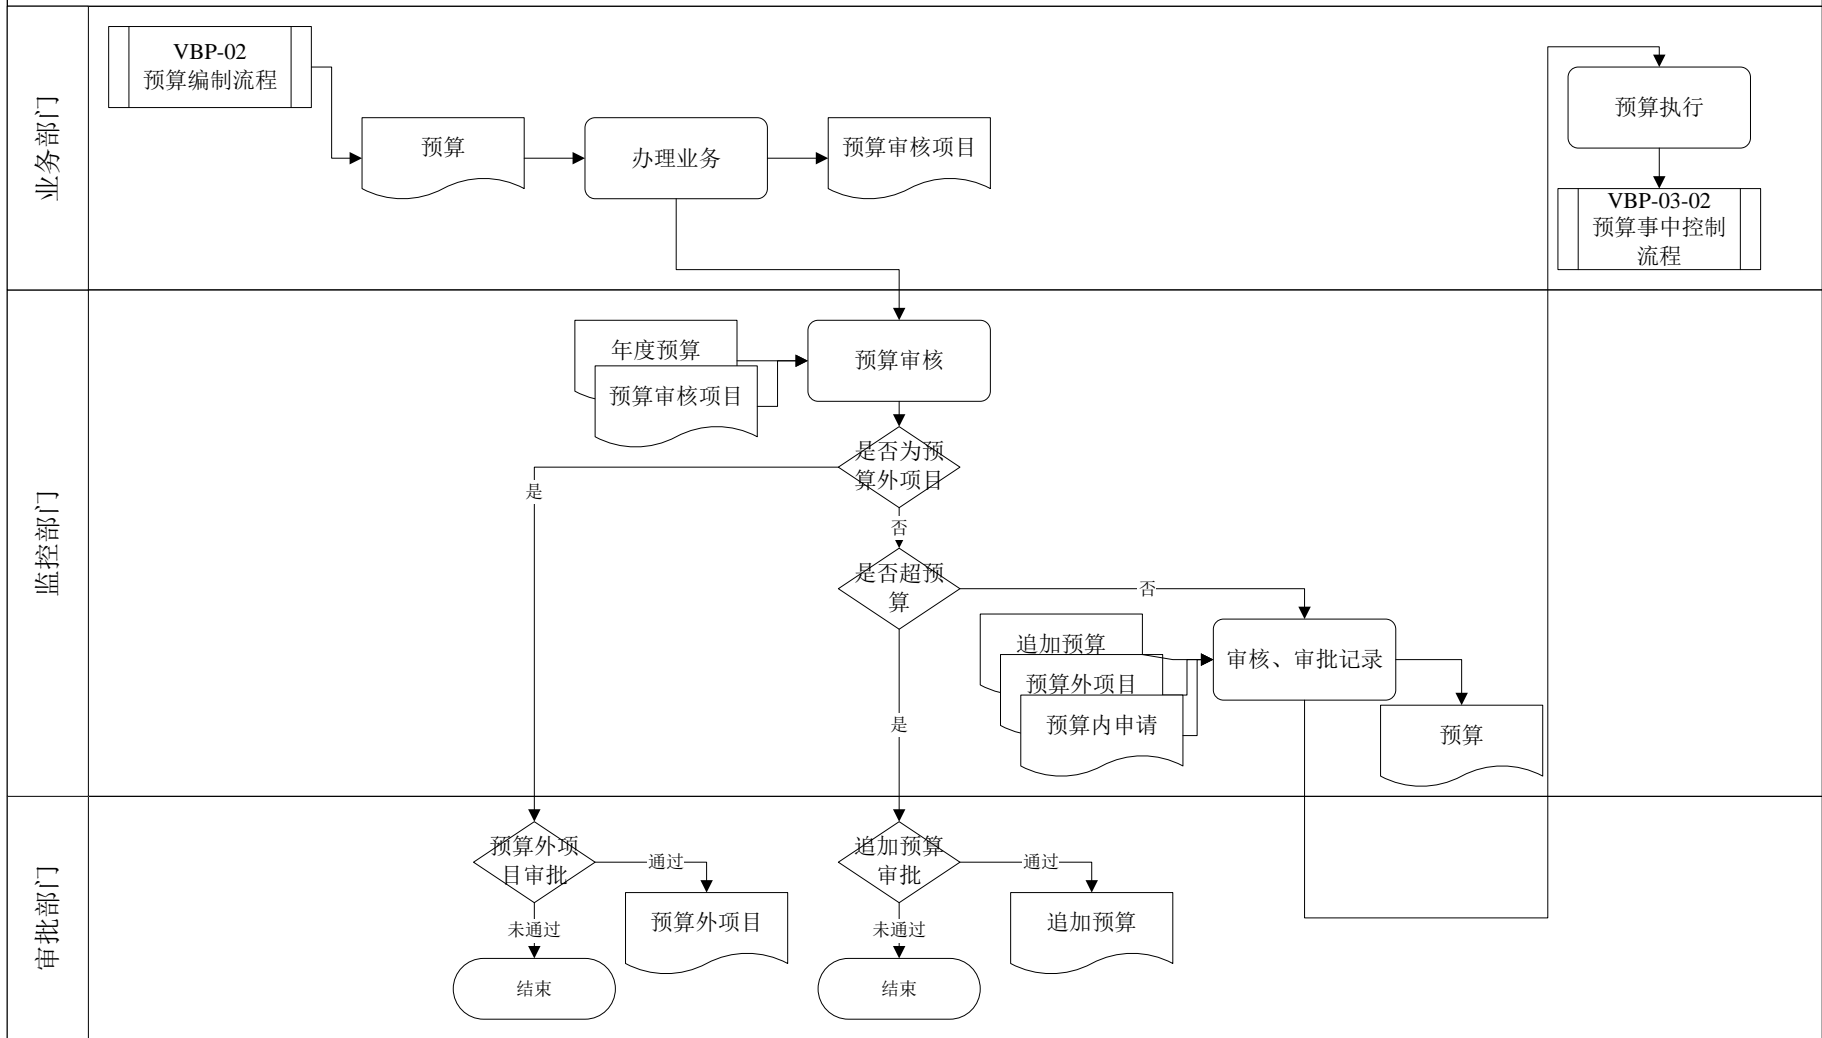 业务部门
VBP-02
预算编制流程
预算
办理业务
预算审核项目
预算执行
VBP-03-02
预算事中控制
流程
监控部门
年度预算
预算审核项目
预算审核
是否为预
算外项目
是
否
是否超预
算
否
是
追加预算
预算外项目
预算内申请
审核、审批记录
预算
审批部门
预算外项
目审批
通过
预算外项目
未通过
结束
追加预算
审批
通过
追加预算
未通过
结束